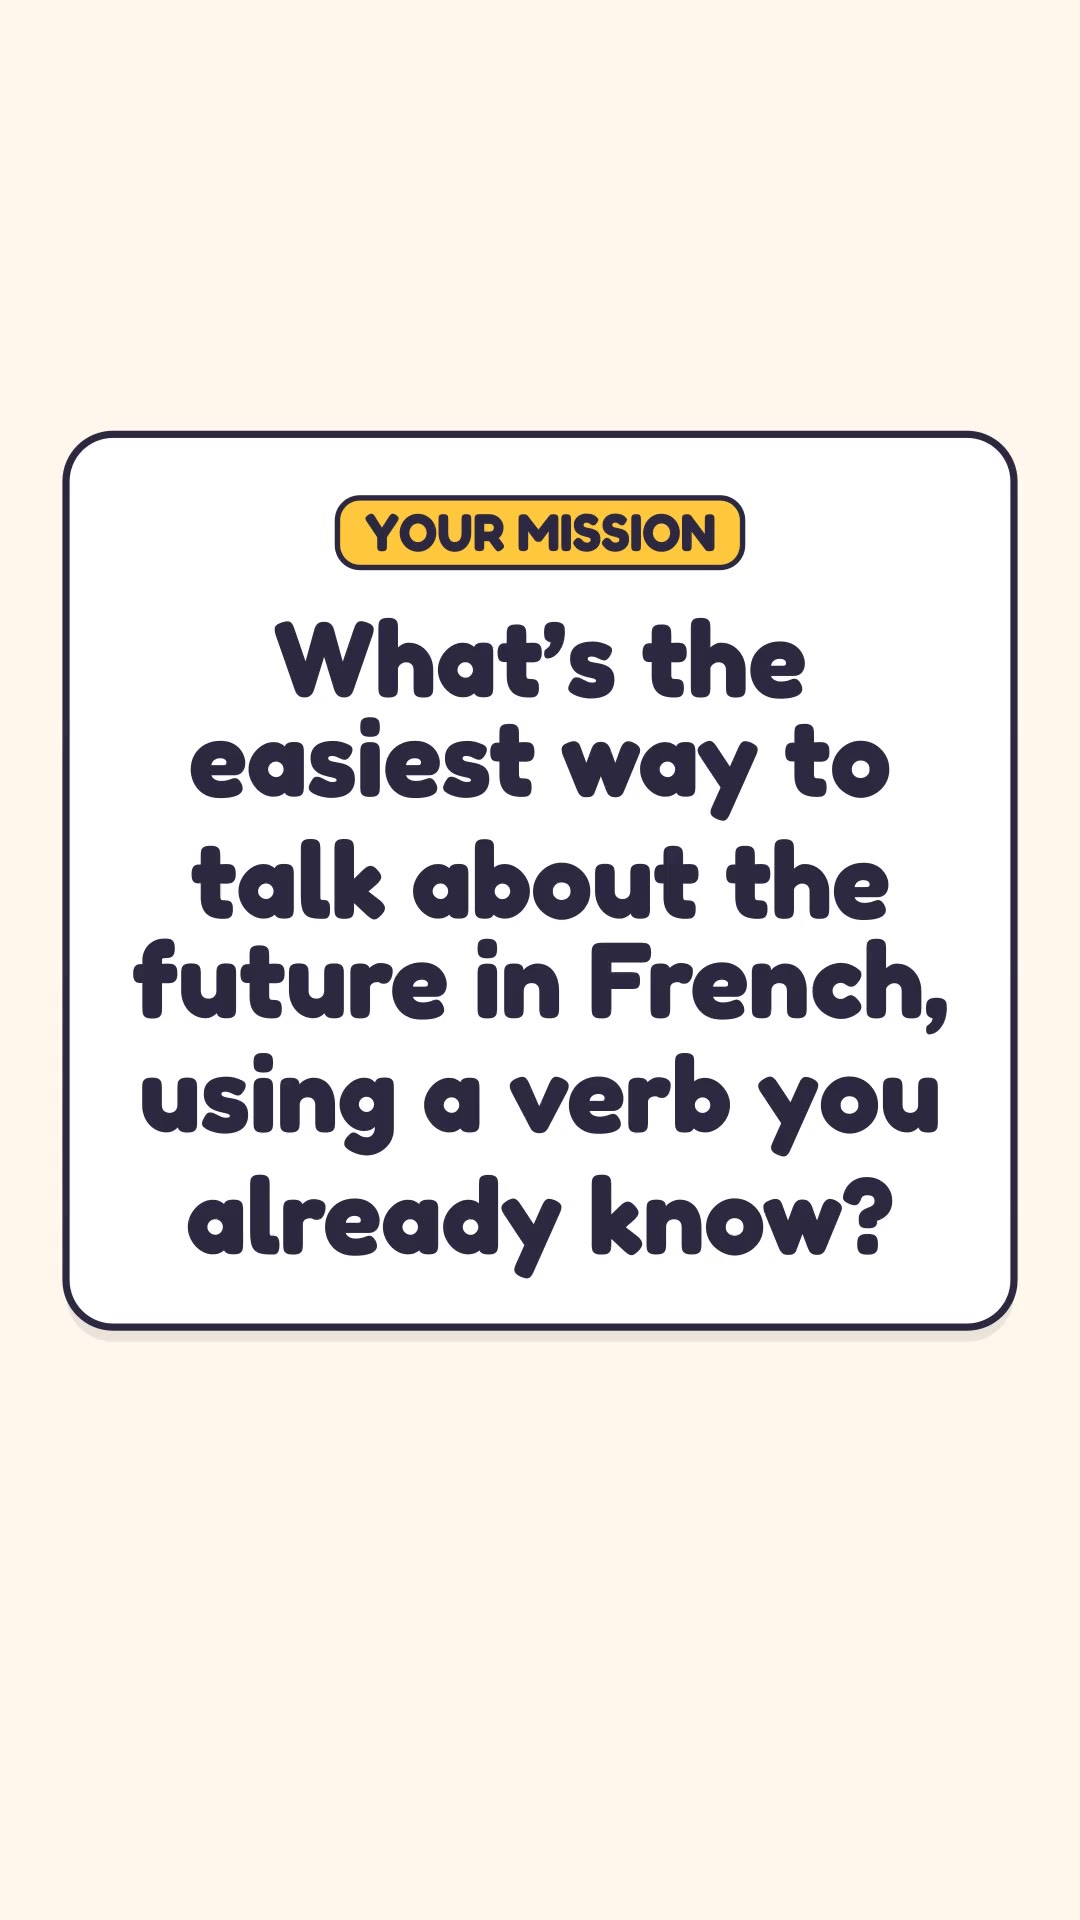 YOUR MISSION
What’s the
easiest way to
talk about the
future in French,
using a verb you
already know?